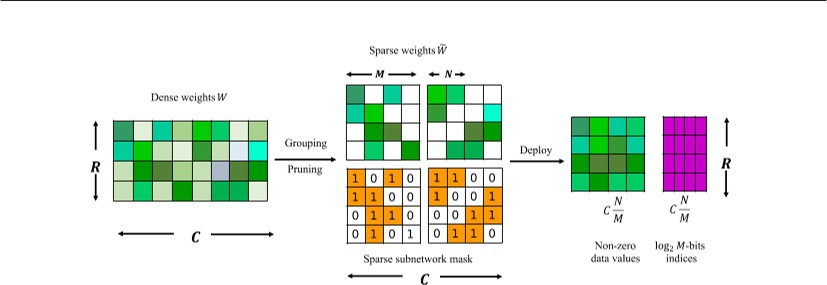 Sparse weights W̃
M
N
Dense weights W
R
C
Grouping
Pruning
1 0 1 0
1 1 0 0
0 1 1 0
0 1 0 1
1 1 0 0
1 0 0 1
0 0 1 1
0 1 1 0
Sparse subnetwork mask
C
Deploy
R
C N/M
C N/M
Non-zero
data values
log₂ M-bits
indices